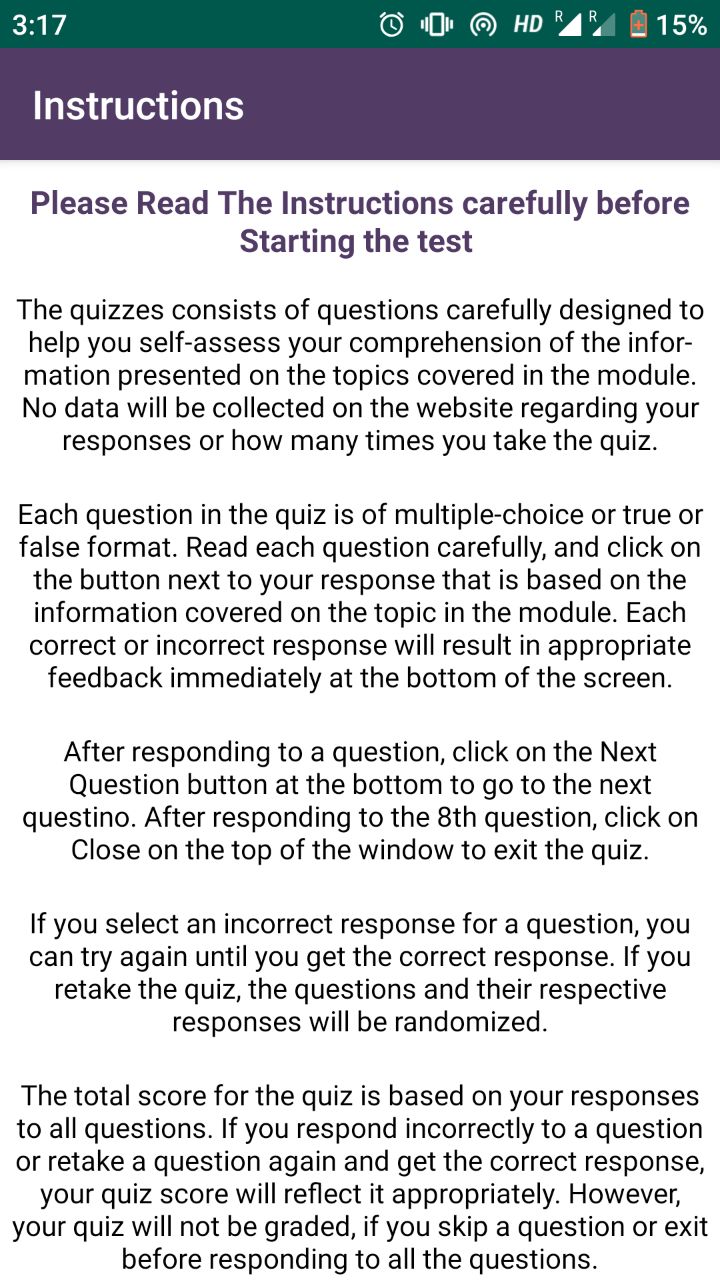 3:17 HD R R 15%
Instructions
Please Read The Instructions carefully before
Starting the test
The quizzes consists of questions carefully designed to
help you self-assess your comprehension of the infor-
mation presented on the topics covered in the module.
No data will be collected on the website regarding your
responses or how many times you take the quiz.
Each question in the quiz is of multiple-choice or true or
false format. Read each question carefully, and click on
the button next to your response that is based on the
information covered on the topic in the module. Each
correct or incorrect response will result in appropriate
feedback immediately at the bottom of the screen.
After responding to a question, click on the Next
Question button at the bottom to go to the next
questino. After responding to the 8th question, click on
Close on the top of the window to exit the quiz.
If you select an incorrect response for a question, you
can try again until you get the correct response. If you
retake the quiz, the questions and their respective
responses will be randomized.
The total score for the quiz is based on your responses
to all questions. If you respond incorrectly to a question
or retake a question again and get the correct response,
your quiz score will reflect it appropriately. However,
your quiz will not be graded, if you skip a question or exit
before responding to all the questions.